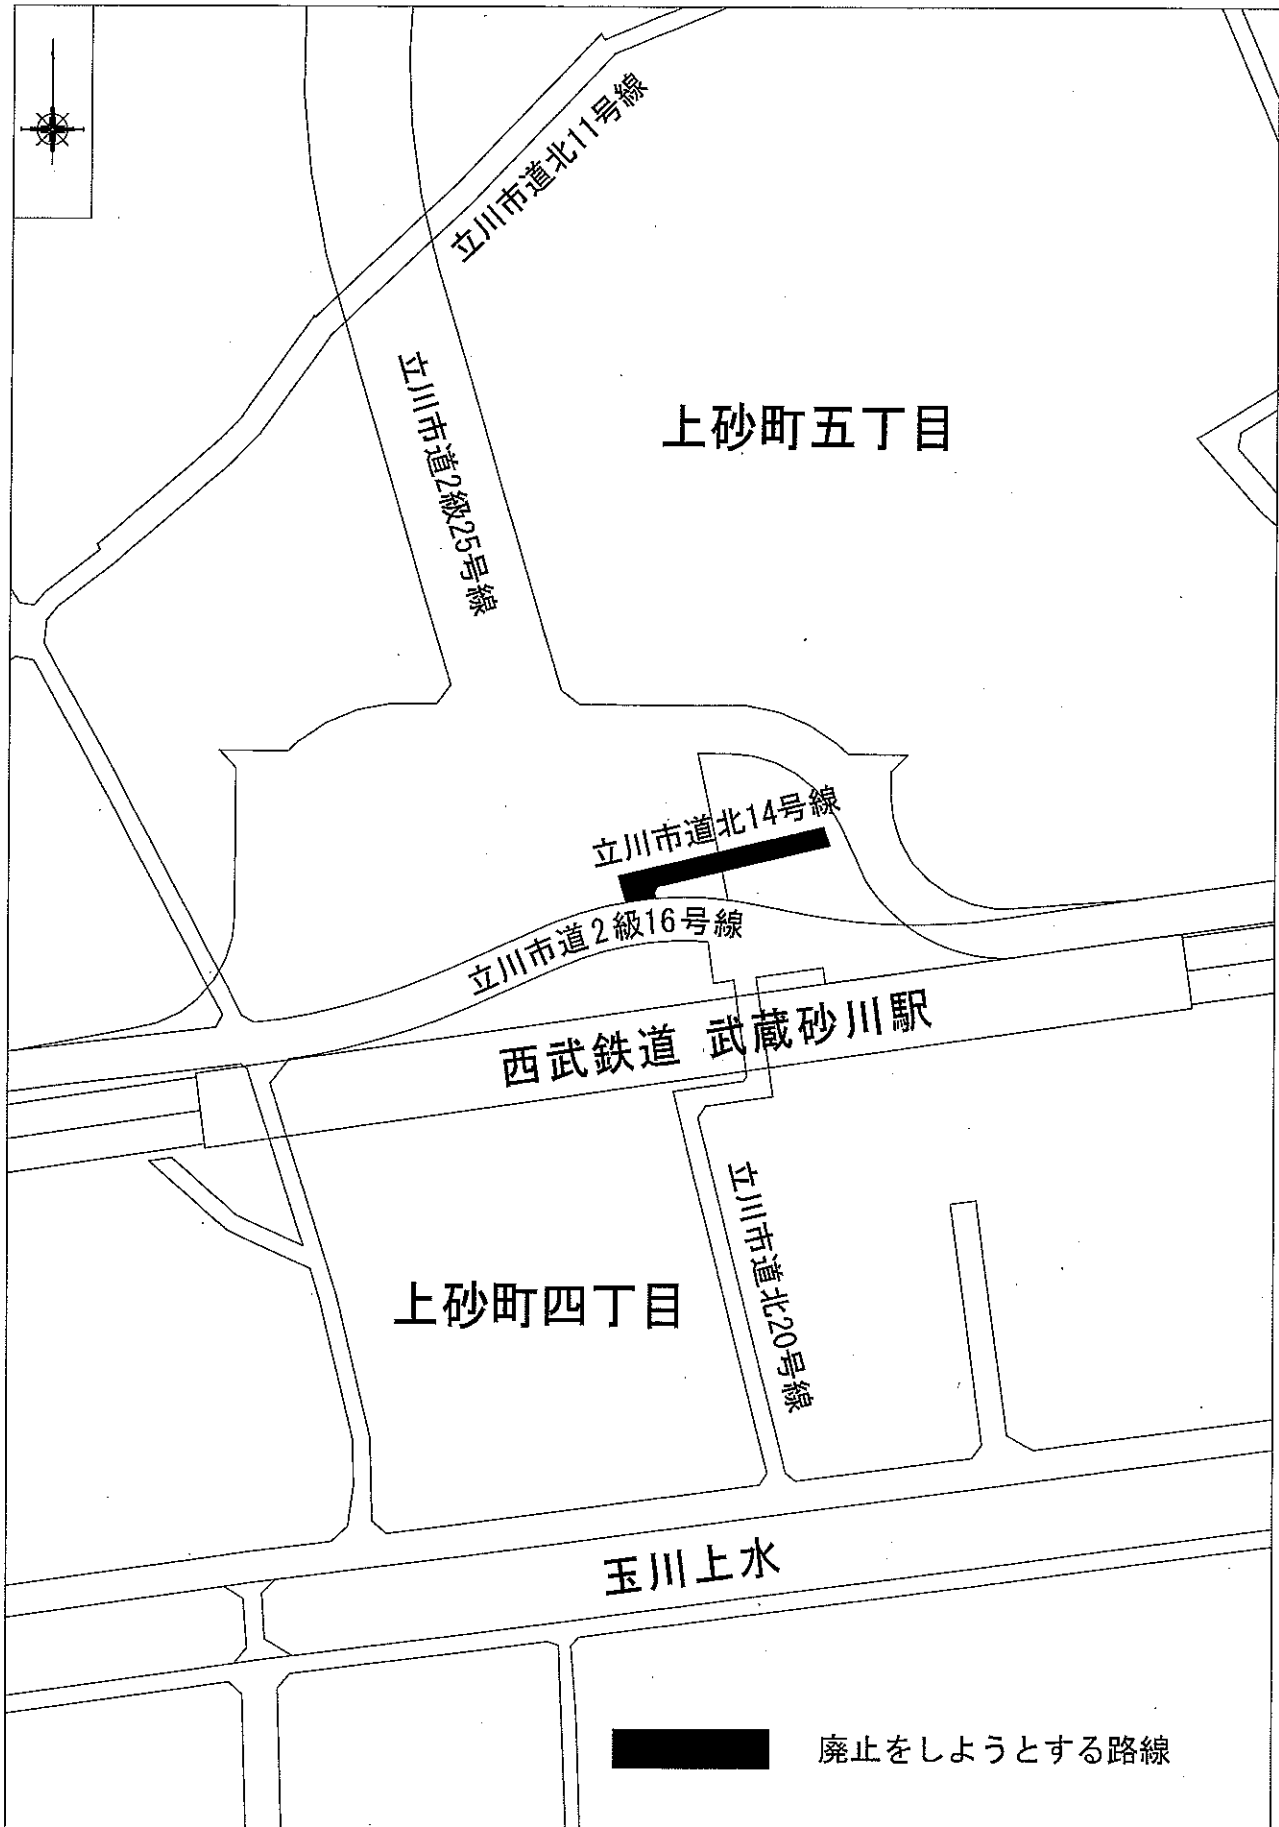 立川市道北11号線
立川市道2級25号線
上砂町五丁目
立川市道北14号線
立川市道2級16号線
西武鉄道 武蔵砂川駅
立川市道北20号線
上砂町四丁目
玉川上水
廃止をしようとする路線